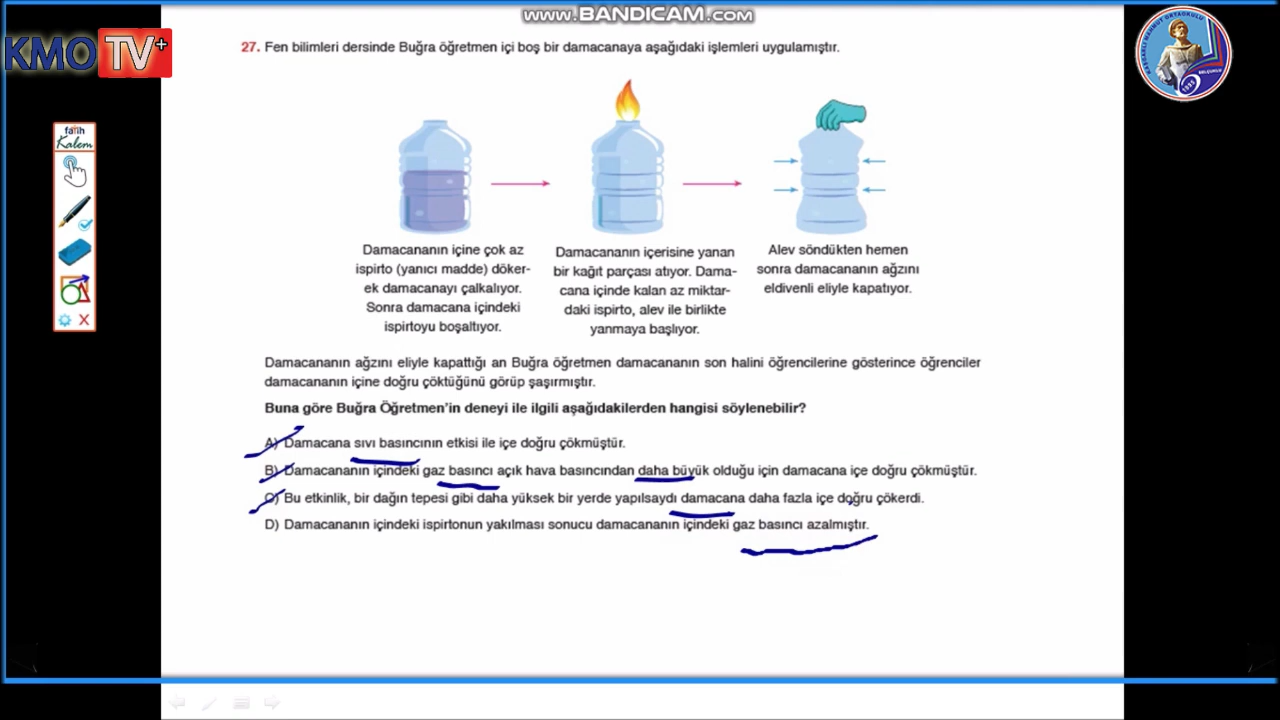 www.BANDICAM.com
KMO TV+
27. Fen bilimleri dersinde Buğra öğretmen içi boş bir damacanaya aşağıdaki işlemleri uygulamıştır.
fatih
Kalem
Damacananın içine çok az
ispirto (yanıcı madde) döker-
ek damacanayı çalkalıyor.
Sonra damacana içindeki
ispirtoyu boşaltıyor.
Damacananın içerisine yanan
bir kağıt parçası atıyor. Dama-
cana içinde kalan az miktar-
daki ispirto, alev ile birlikte
yanmaya başlıyor.
Alev söndükten hemen
sonra damacananın ağzını
eldivenli eliyle kapatıyor.
Damacananın ağzını eliyle kapattığı an Buğra öğretmen damacananın son halini öğrencilerine gösterince öğrenciler
damacananın içine doğru çöktüğünü görüp şaşırmıştır.
Buna göre Buğra Öğretmen'in deneyi ile ilgili aşağıdakilerden hangisi söylenebilir?
A) Damacana sıvı basıncının etkisi ile içe doğru çökmüştür.
B) Damacananın içindeki gaz basıncı açık hava basıncından daha büyük olduğu için damacana içe doğru çökmüştür.
C) Bu etkinlik, bir dağın tepesi gibi daha yüksek bir yerde yapılsaydı damacana daha fazla içe doğru çökerdi.
D) Damacananın içindeki ispirtonun yakılması sonucu damacananın içindeki gaz basıncı azalmıştır.